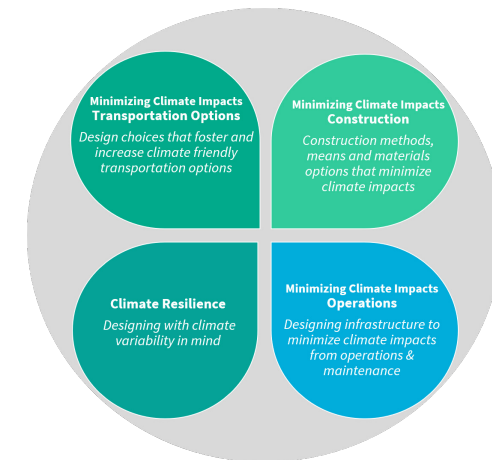 Minimizing Climate Impacts
Transportation Options
Design choices that foster and
increase climate friendly
transportation options
Minimizing Climate Impacts
Construction
Construction methods,
means and materials
options that minimize
climate impacts
Climate Resilience
Designing with climate
variability in mind
Minimizing Climate Impacts
Operations
Designing infrastructure to
minimize climate impacts
from operations &
maintenance